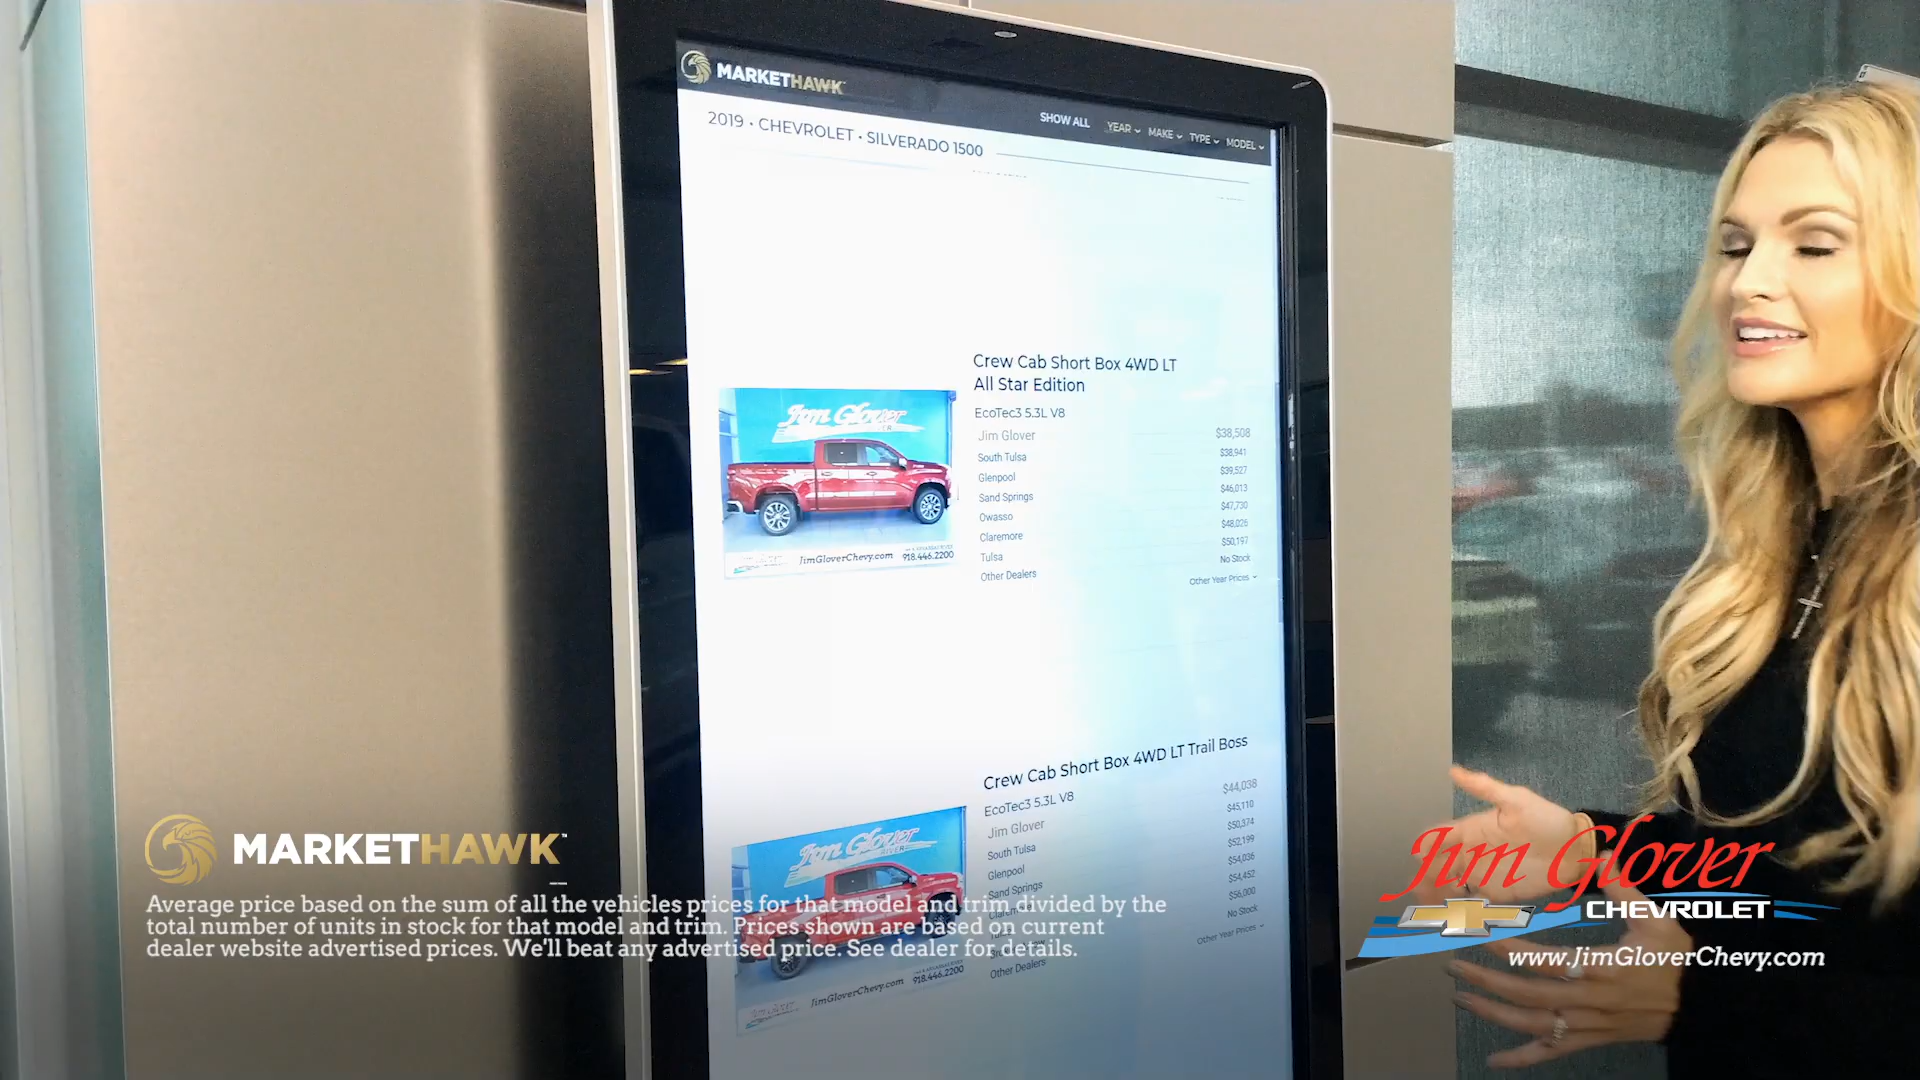 MARKETHAWK
SHOW ALL YEAR MAKE TYPE MODEL
2019 • CHEVROLET • SILVERADO 1500
Crew Cab Short Box 4WD LT
All Star Edition
EcoTec3 5.3L V8
Jim Glover $38,508
South Tulsa $38,941
Glenpool $39,527
Sand Springs $46,013
Owasso $47,730
Claremore $48,026
Tulsa $50,197
Other Dealers No Stock
Other Year Prices
Jim Glover
JimGloverChevy.com 918.446.2200
Crew Cab Short Box 4WD LT Trail Boss
EcoTec3 5.3L V8 $44,038
Jim Glover $45,110
South Tulsa $50,374
Glenpool $52,199
Sand Springs $54,036
$54,452
$56,000
No Stock
Other Dealers
Other Year Prices
Jim Glover
RIVER
JimGloverChevy.com 918.446.2200
MARKETHAWK™
Average price based on the sum of all the vehicles prices for that model and trim divided by the
total number of units in stock for that model and trim. Prices shown are based on current
dealer website advertised prices. We'll beat any advertised price. See dealer for details.
Jim Glover
CHEVROLET
www.JimGloverChevy.com